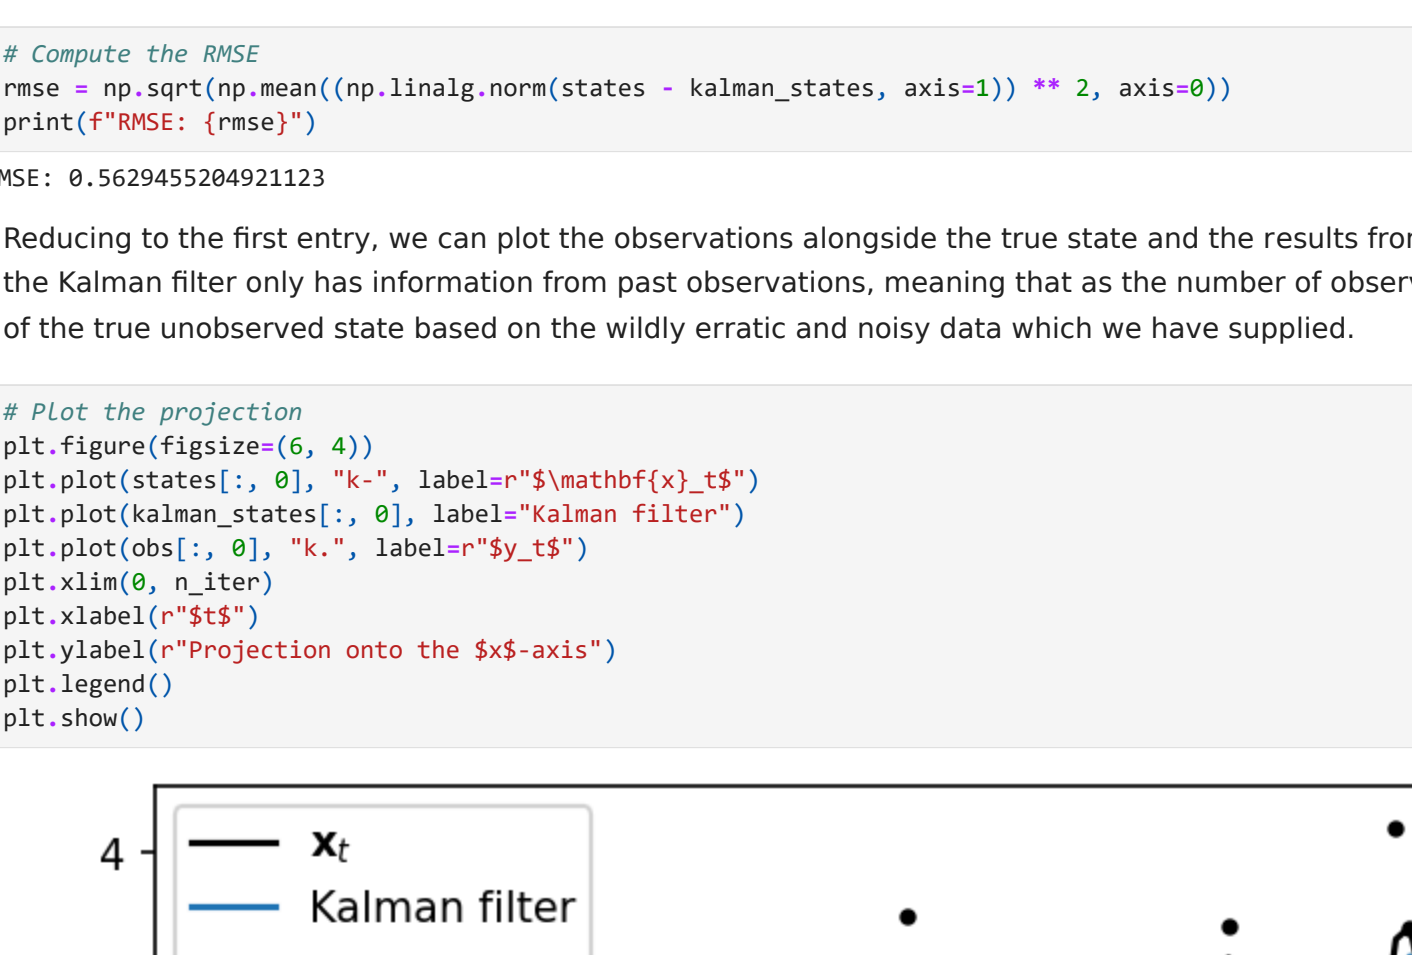 # Compute the RMSE
rmse = np.sqrt(np.mean((np.linalg.norm(states - kalman_states, axis=1)) ** 2, axis=0))
print(f"RMSE: {rmse}")
MSE: 0.5629455204921123
Reducing to the first entry, we can plot the observations alongside the true state and the results fro
the Kalman filter only has information from past observations, meaning that as the number of obser
of the true unobserved state based on the wildly erratic and noisy data which we have supplied.
# Plot the projection
plt.figure(figsize=(6, 4))
plt.plot(states[:, 0], "k-", label=r"$\mathbf{x}_t$")
plt.plot(kalman_states[:, 0], label="Kalman filter")
plt.plot(obs[:, 0], "k.", label=r"$y_t$")
plt.xlim(0, n_iter)
plt.xlabel(r"$t$")
plt.ylabel(r"Projection onto the $x$-axis")
plt.legend()
plt.show()
4
x_t
Kalman filter